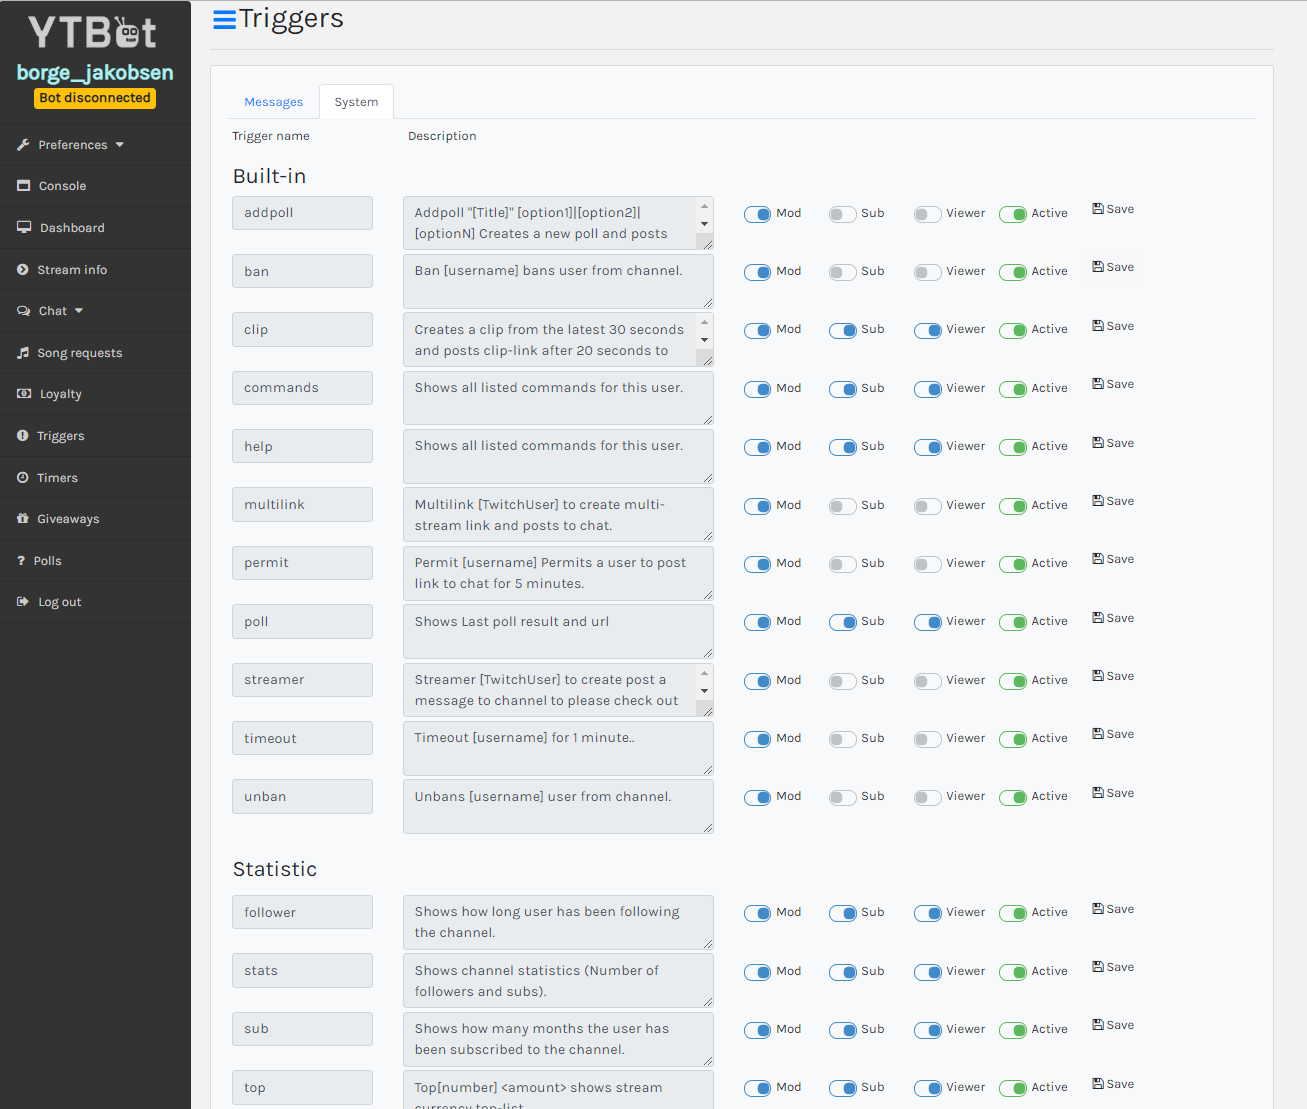 YTBot
borge_jakobsen
Bot disconnected
Preferences
Console
Dashboard
Stream info
Chat
Song requests
Loyalty
Triggers
Timers
Giveaways
Polls
Log out
Triggers
Messages System
Trigger name Description
Built-in
addpoll
Addpoll "[Title]" [option1]|[option2]|
[optionN] Creates a new poll and posts
Mod Sub Viewer Active Save
ban
Ban [username] bans user from channel.
Mod Sub Viewer Active Save
clip
Creates a clip from the latest 30 seconds
and posts clip-link after 20 seconds to
Mod Sub Viewer Active Save
commands
Shows all listed commands for this user.
Mod Sub Viewer Active Save
help
Shows all listed commands for this user.
Mod Sub Viewer Active Save
multilink
Multilink [TwitchUser] to create multi-
stream link and posts to chat.
Mod Sub Viewer Active Save
permit
Permit [username] Permits a user to post
link to chat for 5 minutes.
Mod Sub Viewer Active Save
poll
Shows Last poll result and url
Mod Sub Viewer Active Save
streamer
Streamer [TwitchUser] to create post a
message to channel to please check out
Mod Sub Viewer Active Save
timeout
Timeout [username] for 1 minute..
Mod Sub Viewer Active Save
unban
Unbans [username] user from channel.
Mod Sub Viewer Active Save
Statistic
follower
Shows how long user has been following
the channel.
Mod Sub Viewer Active Save
stats
Shows channel statistics (Number of
followers and subs).
Mod Sub Viewer Active Save
sub
Shows how many months the user has
been subscribed to the channel.
Mod Sub Viewer Active Save
top
Top[number] <amount> shows stream
currency top-list
Mod Sub Viewer Active Save